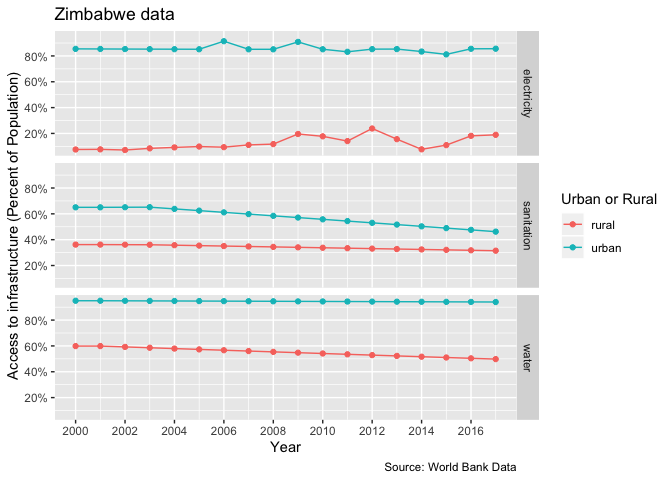 Zimbabwe data
Access to infrastructure (Percent of Population)
80%
60%
40%
20%
electricity
80%
60%
40%
20%
sanitation
80%
60%
40%
20%
water
2000 2002 2004 2006 2008 2010 2012 2014 2016
Year
Urban or Rural
rural
urban
Source: World Bank Data